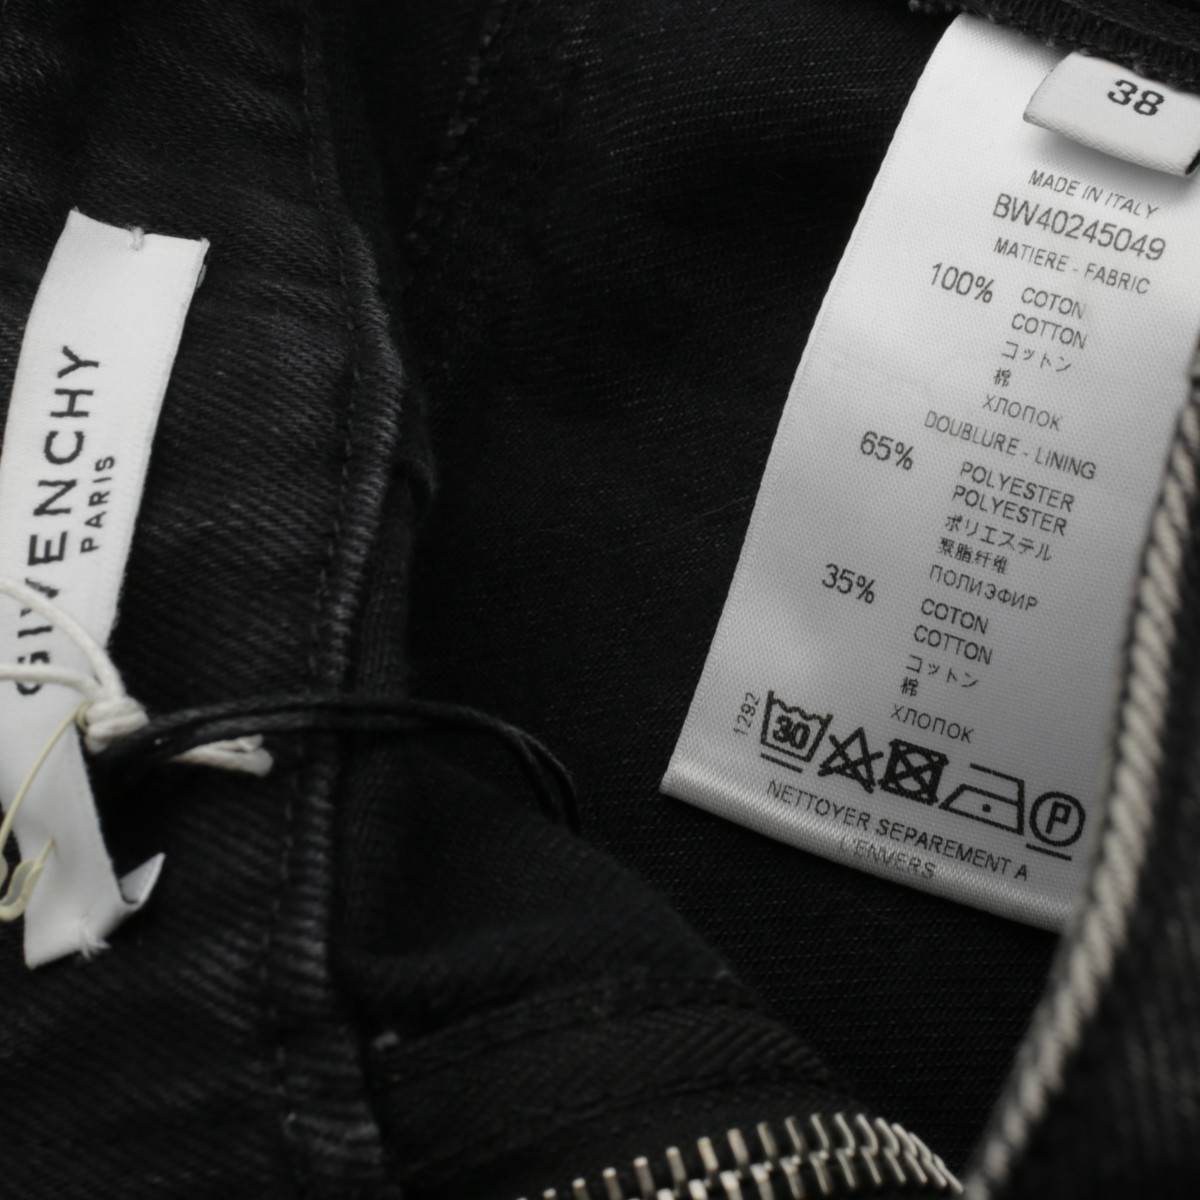 GIVENCHY
PARIS
38
MADE IN ITALY
BW40245049
MATIERE - FABRIC
100% COTON
COTTON
コットン
棉
ХЛОПОК
DOUBLURE - LINING
65% POLYESTER
POLYESTER
ポリエステル
聚脂纤维
ПОЛИЭФИР
35% COTON
COTTON
コットン
棉
ХЛОПОК
1292
30
P
NETTOYER SEPAREMENT A
L'ENVERS